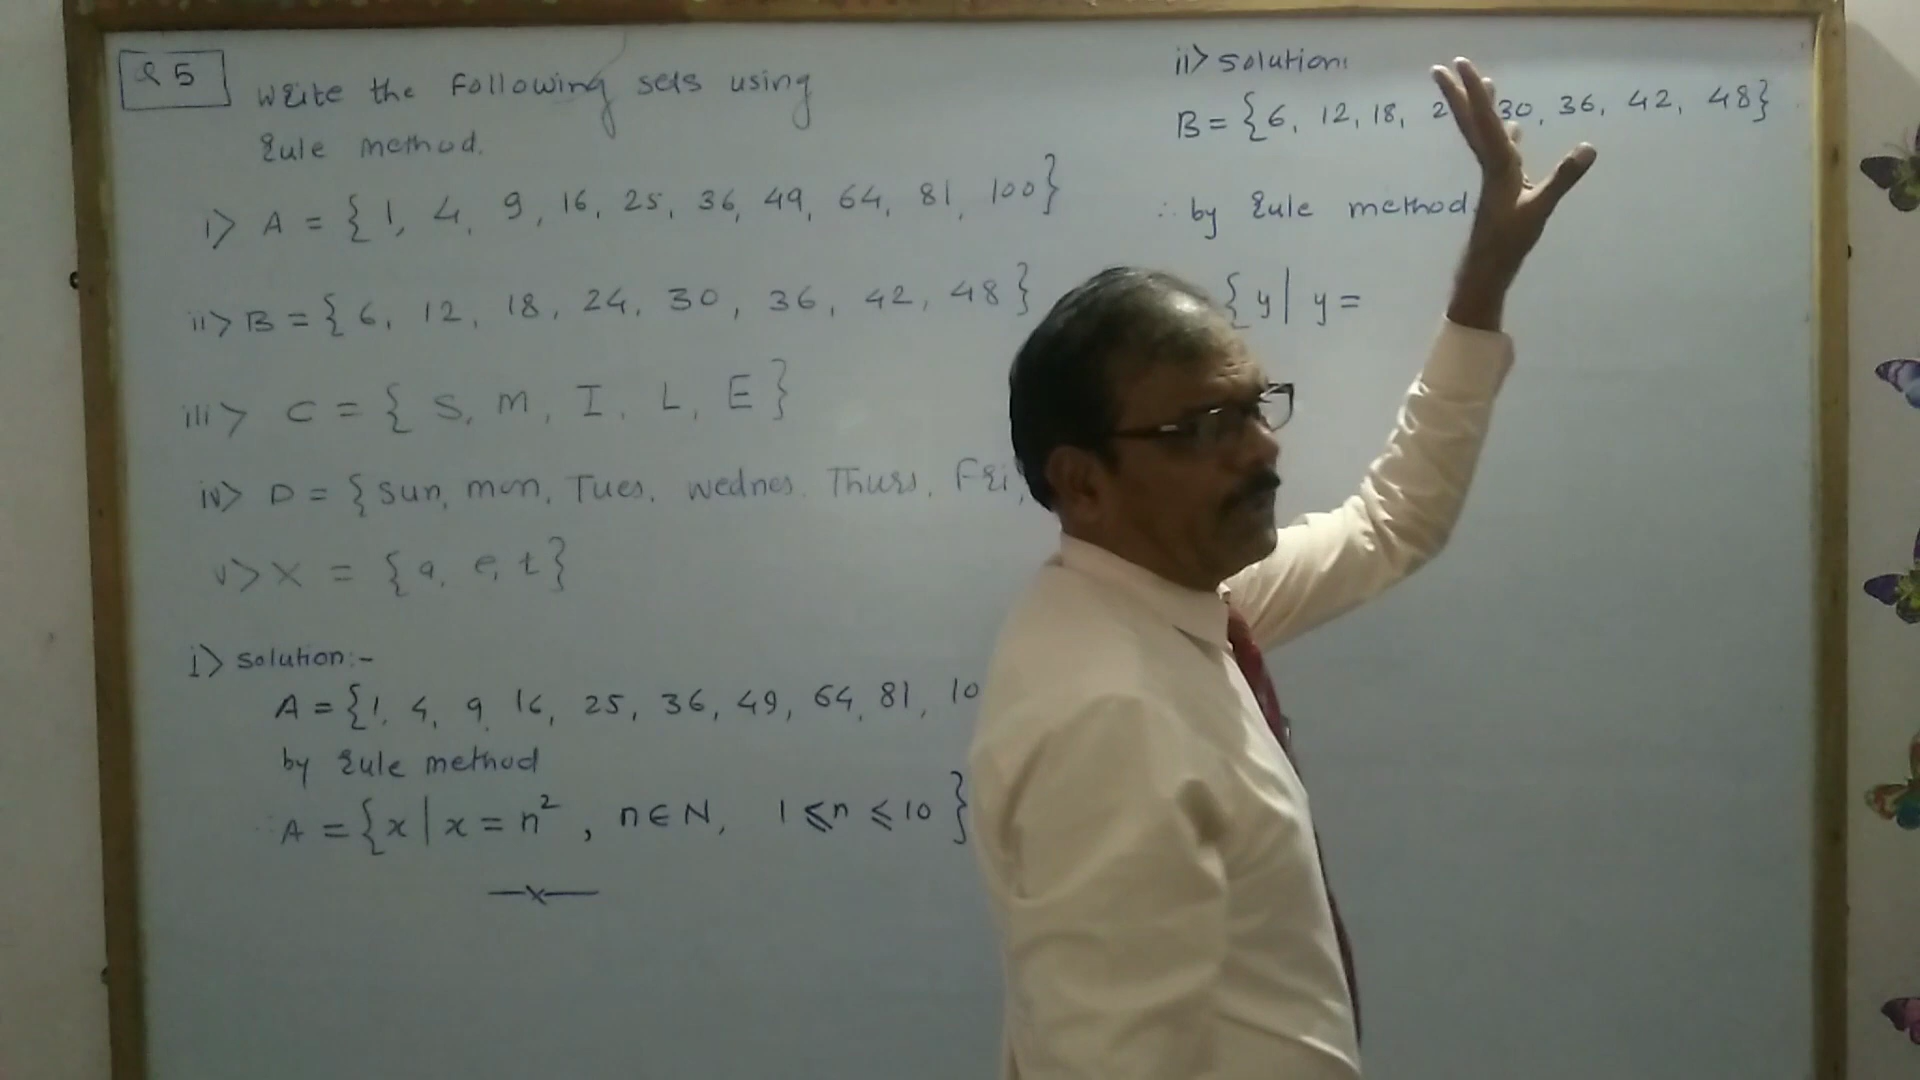 Q 5
Write the following sets using
Rule method.
i> A = { 1, 4, 9, 16, 25, 36, 49, 64, 81, 100}
ii> B = { 6, 12, 18, 24, 30, 36, 42, 48 }
iii> C = { S, M, I, L, E }
iv> D = { Sun, mon, Tues, wednes. Thurs, Fri,
v> X = { a, e, t}
i> solution:-
A = {1, 4, 9, 16, 25, 36, 49, 64, 81, 10
by Rule method
∴ A = {x | x = n², n ∈ N, 1 ⩽ n ⩽ 10 }
—x—
ii> solution:
B = {6, 12, 18, 2 30, 36, 42, 48}
∴ by Rule method.
{ y | y =